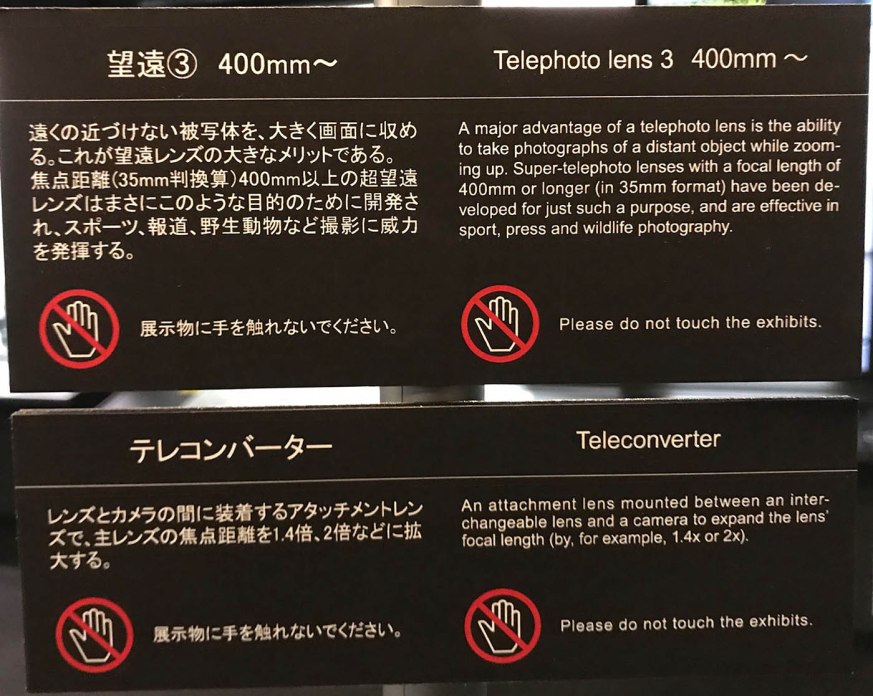 望遠③ 400mm～
遠くの近づけない被写体を、大きく画面に収め
る。これが望遠レンズの大きなメリットである。
焦点距離(35mm判換算)400mm以上の超望遠
レンズはまさにこのような目的のために開発さ
れ、スポーツ、報道、野生動物など撮影に威力
を発揮する。
展示物に手を触れないでください。
Telephoto lens 3 400mm ～
A major advantage of a telephoto lens is the ability
to take photographs of a distant object while zoom-
ing up. Super-telephoto lenses with a focal length of
400mm or longer (in 35mm format) have been de-
veloped for just such a purpose, and are effective in
sport, press and wildlife photography.
Please do not touch the exhibits.
テレコンバーター
レンズとカメラの間に装着するアタッチメントレン
ズで、主レンズの焦点距離を1.4倍、2倍などに拡
大する。
展示物に手を触れないでください。
Teleconverter
An attachment lens mounted between an inter-
changeable lens and a camera to expand the lens'
focal length (by, for example, 1.4x or 2x).
Please do not touch the exhibits.